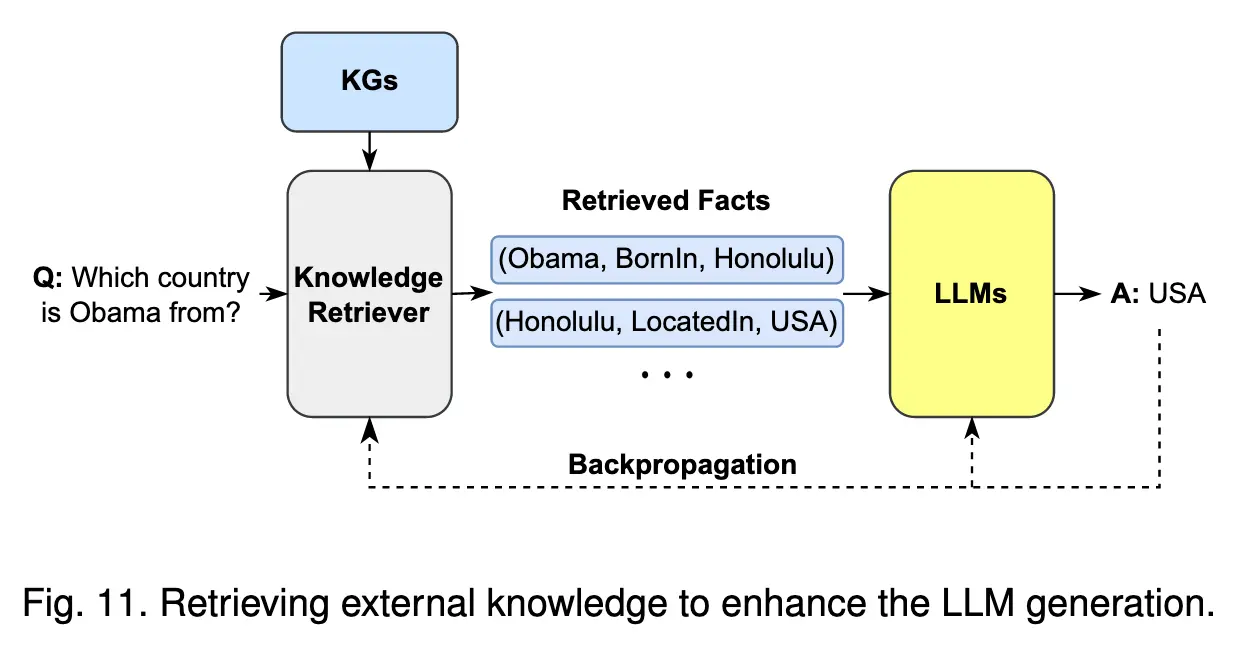 KGs
Retrieved Facts
Q: Which country
is Obama from?
Knowledge
Retriever
(Obama, BornIn, Honolulu)
(Honolulu, LocatedIn, USA)
. . .
LLMs
A: USA
Backpropagation
Fig. 11. Retrieving external knowledge to enhance the LLM generation.